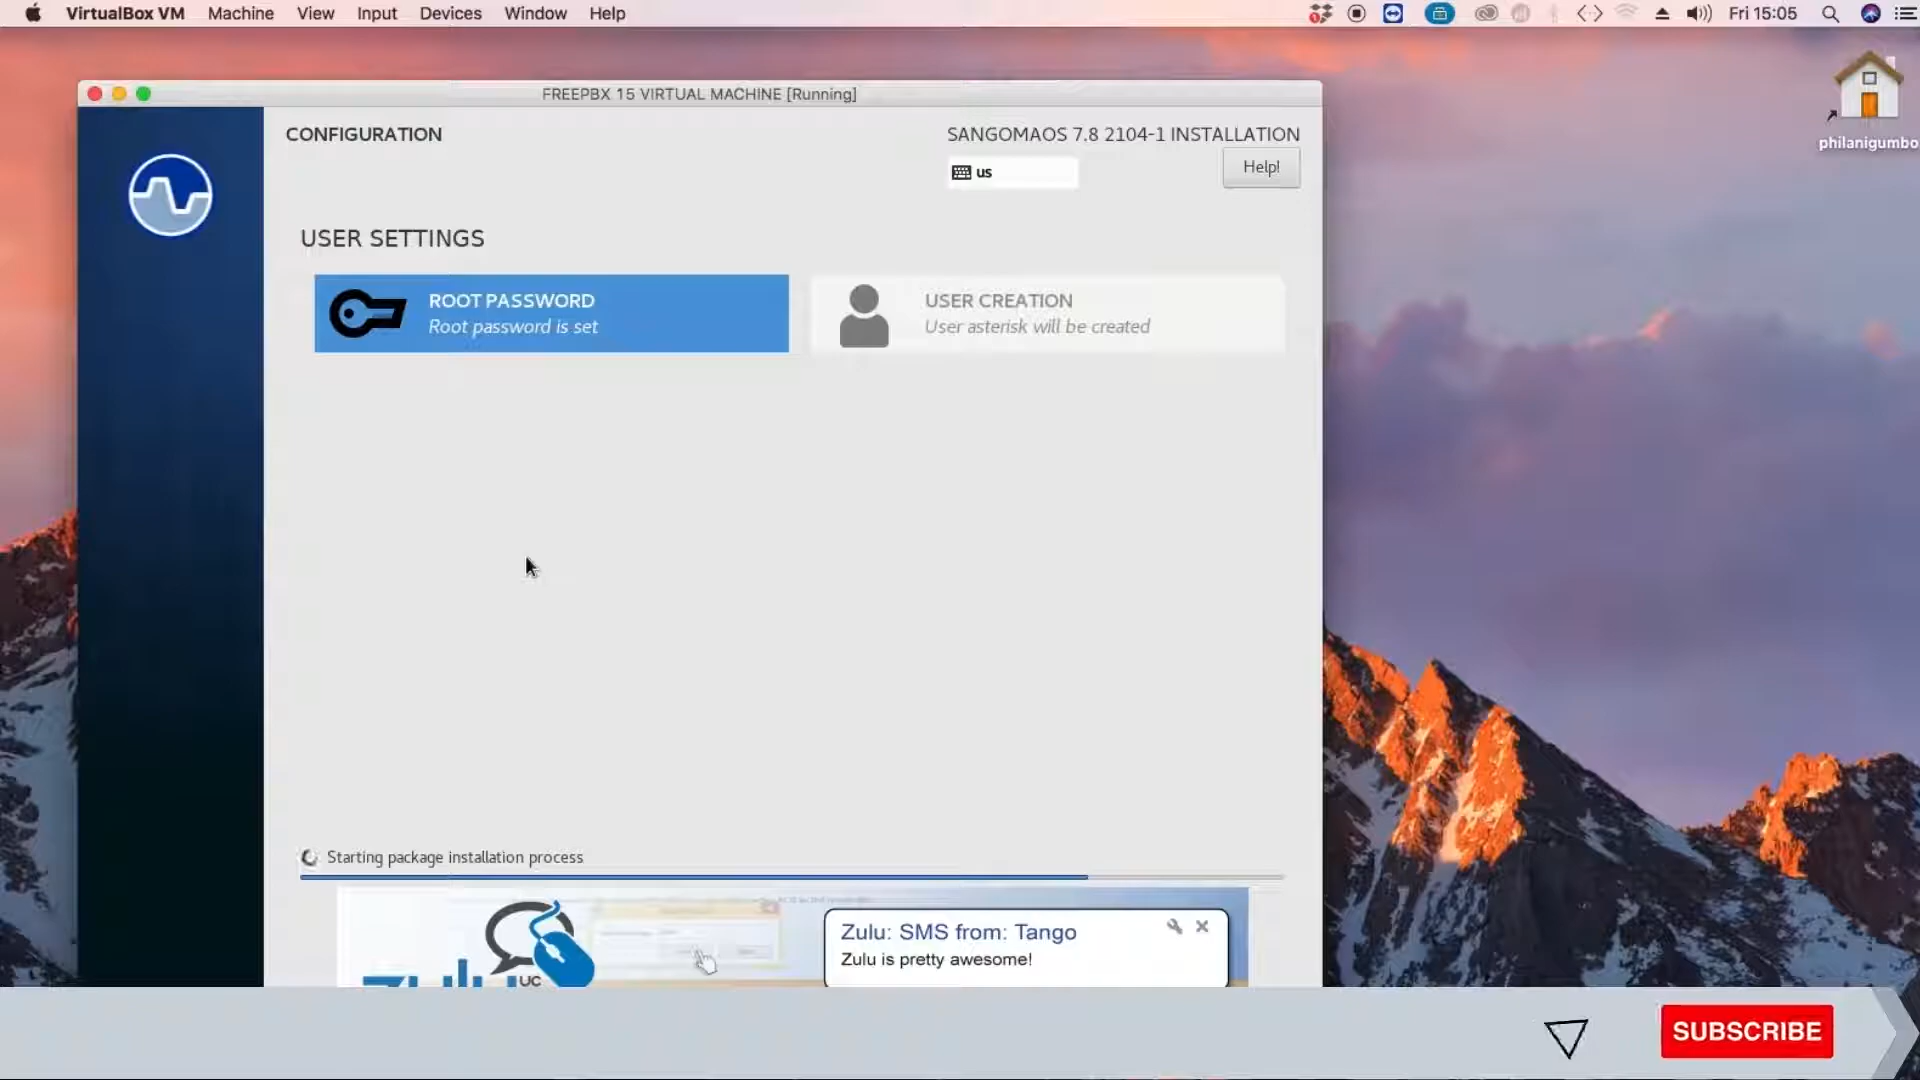 VirtualBox VM Machine View Input Devices Window Help Fri 15:05
FREEPBX 15 VIRTUAL MACHINE [Running]
philanigumbo
CONFIGURATION
SANGOMAOS 7.8 2104-1 INSTALLATION
us
Help!
USER SETTINGS
ROOT PASSWORD
Root password is set
USER CREATION
User asterisk will be created
Starting package installation process
Zulu: SMS from: Tango
Zulu is pretty awesome!
UC
SUBSCRIBE